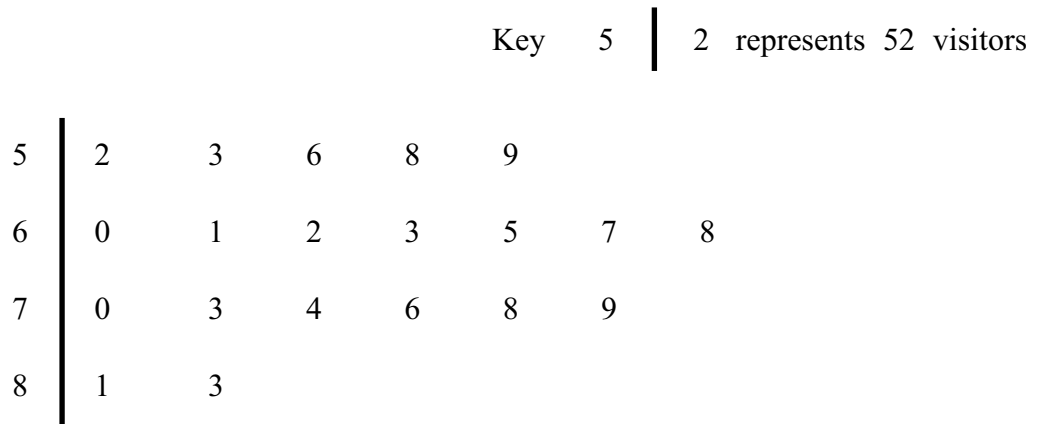 Key 5 | 2 represents 52 visitors
5 | 2 3 6 8 9
6 | 0 1 2 3 5 7 8
7 | 0 3 4 6 8 9
8 | 1 3